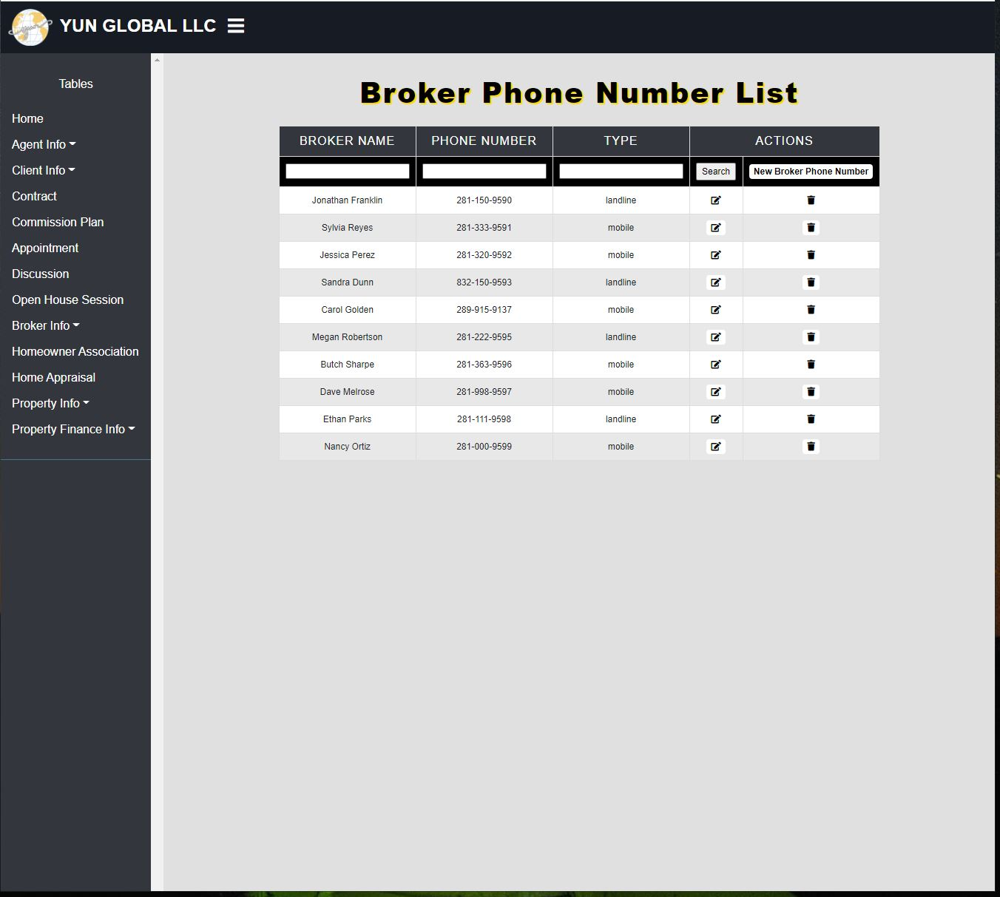 YUN GLOBAL LLC
Tables
Home
Agent Info
Client Info
Contract
Commission Plan
Appointment
Discussion
Open House Session
Broker Info
Homeowner Association
Home Appraisal
Property Info
Property Finance Info
Broker Phone Number List
BROKER NAME PHONE NUMBER TYPE ACTIONS
Search New Broker Phone Number
Jonathan Franklin 281-150-9590 landline
Sylvia Reyes 281-333-9591 mobile
Jessica Perez 281-320-9592 mobile
Sandra Dunn 832-150-9593 landline
Carol Golden 289-915-9137 mobile
Megan Robertson 281-222-9595 landline
Butch Sharpe 281-363-9596 mobile
Dave Melrose 281-998-9597 mobile
Ethan Parks 281-111-9598 landline
Nancy Ortiz 281-000-9599 mobile